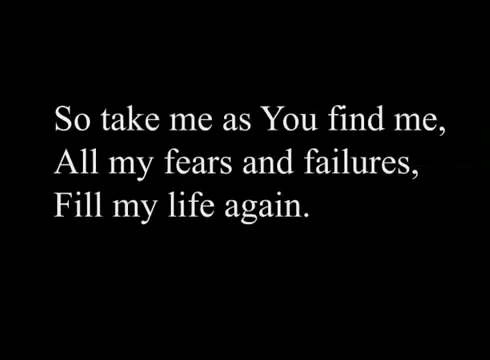 So take me as You find me,
All my fears and failures,
Fill my life again.